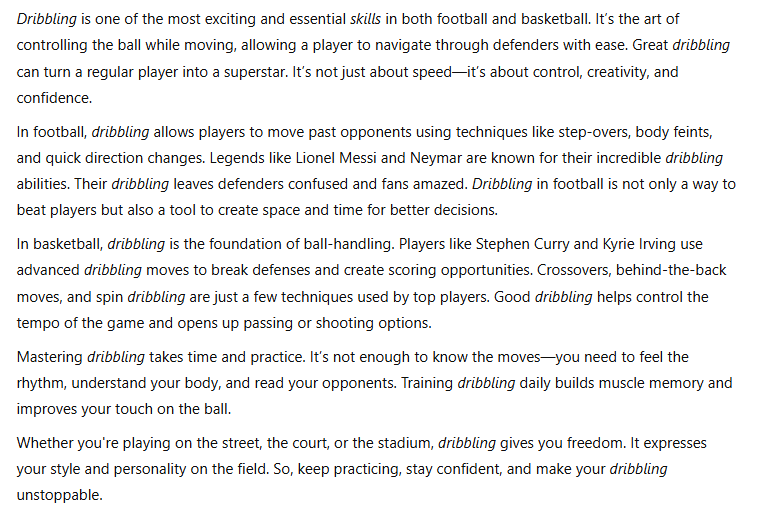 Dribbling is one of the most exciting and essential skills in both football and basketball. It's the art of
controlling the ball while moving, allowing a player to navigate through defenders with ease. Great dribbling
can turn a regular player into a superstar. It's not just about speed—it's about control, creativity, and
confidence.
In football, dribbling allows players to move past opponents using techniques like step-overs, body feints,
and quick direction changes. Legends like Lionel Messi and Neymar are known for their incredible dribbling
abilities. Their dribbling leaves defenders confused and fans amazed. Dribbling in football is not only a way to
beat players but also a tool to create space and time for better decisions.
In basketball, dribbling is the foundation of ball-handling. Players like Stephen Curry and Kyrie Irving use
advanced dribbling moves to break defenses and create scoring opportunities. Crossovers, behind-the-back
moves, and spin dribbling are just a few techniques used by top players. Good dribbling helps control the
tempo of the game and opens up passing or shooting options.
Mastering dribbling takes time and practice. It's not enough to know the moves—you need to feel the
rhythm, understand your body, and read your opponents. Training dribbling daily builds muscle memory and
improves your touch on the ball.
Whether you're playing on the street, the court, or the stadium, dribbling gives you freedom. It expresses
your style and personality on the field. So, keep practicing, stay confident, and make your dribbling
unstoppable.